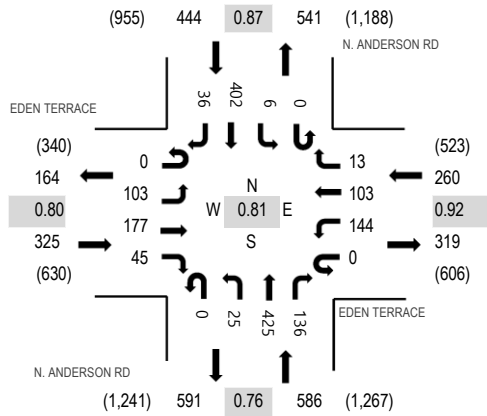 (955) 444 0.87 541 (1,188)
N. ANDERSON RD
EDEN TERRACE
36 402 6 0
(340)
164
0.80
325
(630)
0
103
177
45
N
W 0.81 E
S
13
103
144
0
(523)
260
0.92
319
(606)
0 25 425 136
EDEN TERRACE
N. ANDERSON RD
(1,241) 591 0.76 586 (1,267)